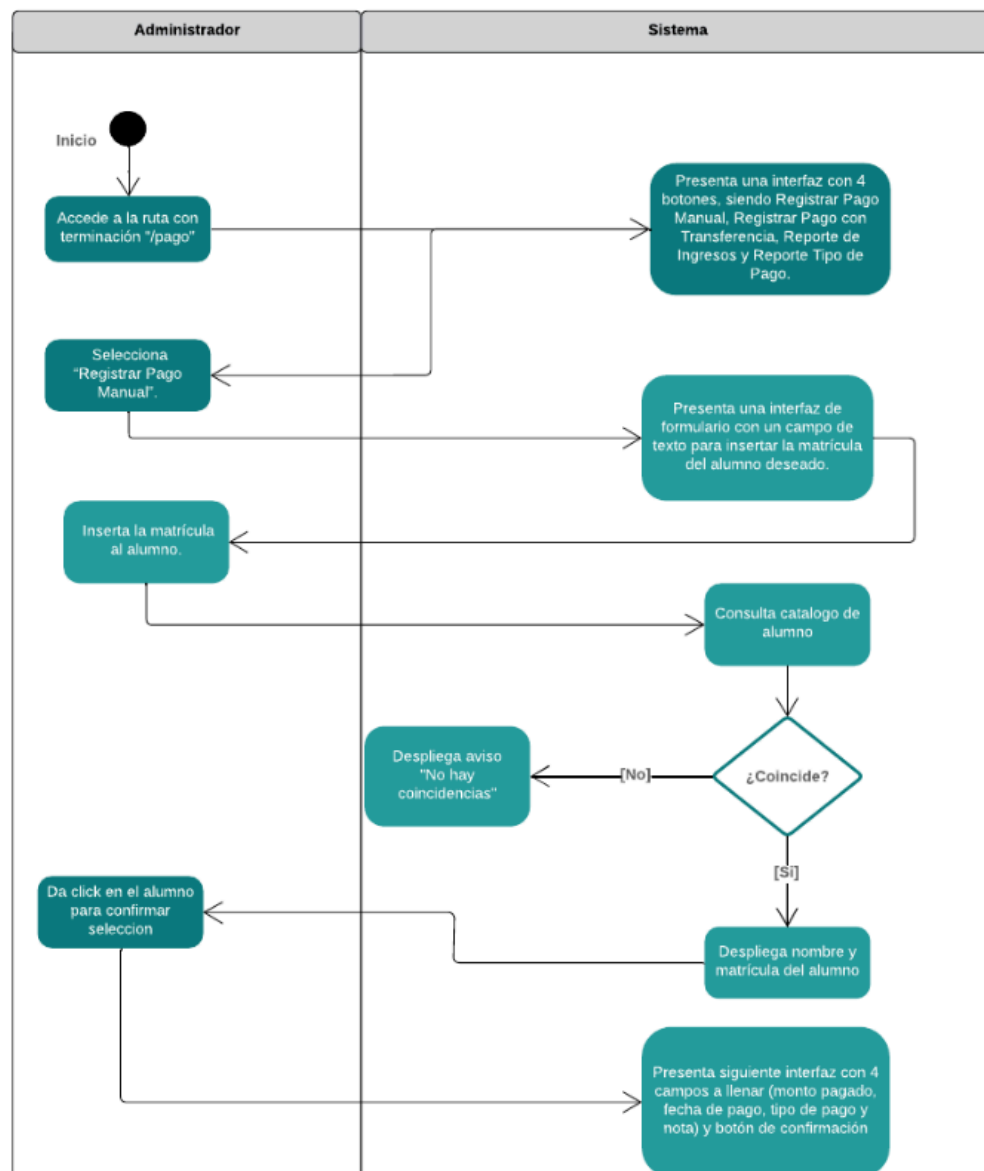 Administrador
Sistema
Inicio
Accede a la ruta con
terminación "/pago"
Presenta una interfaz con 4
botones, siendo Registrar Pago
Manual, Registrar Pago con
Transferencia, Reporte de
Ingresos y Reporte Tipo de
Pago.
Selecciona
“Registrar Pago
Manual”.
Presenta una interfaz de
formulario con un campo de
texto para insertar la matrícula
del alumno deseado.
Inserta la matrícula
al alumno.
Consulta catalogo de
alumno
¿Coincide?
[No]
Despliega aviso
"No hay
coincidencias"
[Si]
Despliega nombre y
matrícula del alumno
Da click en el alumno
para confirmar
seleccion
Presenta siguiente interfaz con 4
campos a llenar (monto pagado,
fecha de pago, tipo de pago y
nota) y botón de confirmación